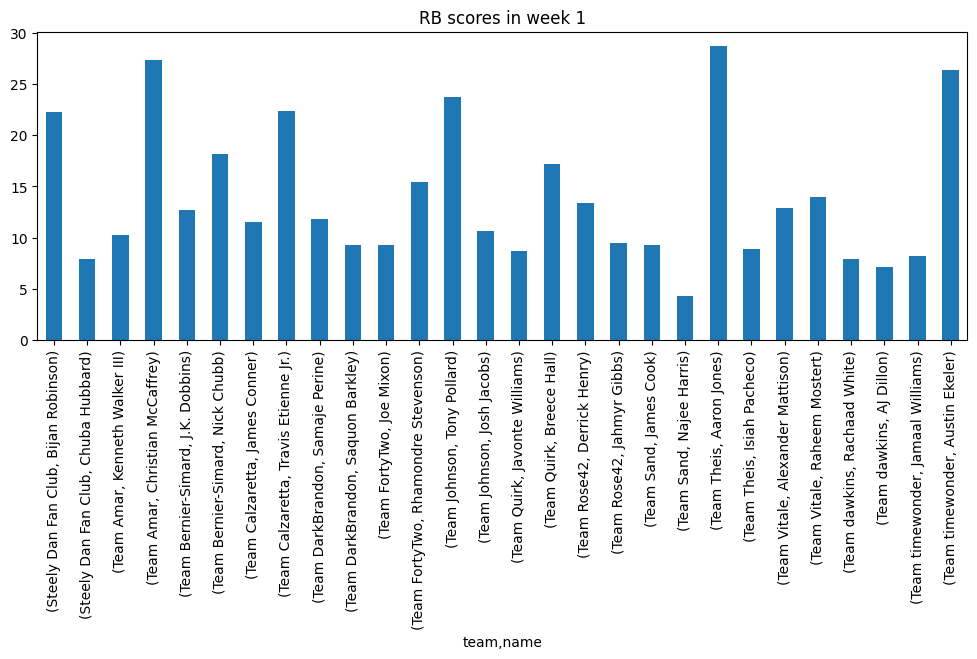 RB scores in week 1
30
25
20
15
10
5
0
(Steely Dan Fan Club, Bijan Robinson)
(Steely Dan Fan Club, Chuba Hubbard)
(Team Amar, Kenneth Walker III)
(Team Amar, Christian McCaffrey)
(Team Bernier-Simard, J.K. Dobbins)
(Team Bernier-Simard, Nick Chubb)
(Team Calzaretta, James Conner)
(Team Calzaretta, Travis Etienne Jr.)
(Team DarkBrandon, Samaje Perine)
(Team DarkBrandon, Saquon Barkley)
(Team FortyTwo, Joe Mixon)
(Team FortyTwo, Rhamondre Stevenson)
(Team Johnson, Tony Pollard)
(Team Johnson, Josh Jacobs)
(Team Quirk, Javonte Williams)
(Team Quirk, Breece Hall)
(Team Rose42, Derrick Henry)
(Team Rose42, Jahmyr Gibbs)
(Team Sand, James Cook)
(Team Sand, Najee Harris)
(Team Theis, Aaron Jones)
(Team Theis, Isiah Pacheco)
(Team Vitale, Alexander Mattison)
(Team Vitale, Raheem Mostert)
(Team dawkins, Rachaad White)
(Team dawkins, AJ Dillon)
(Team timewonder, Jamaal Williams)
(Team timewonder, Austin Ekeler)
team,name